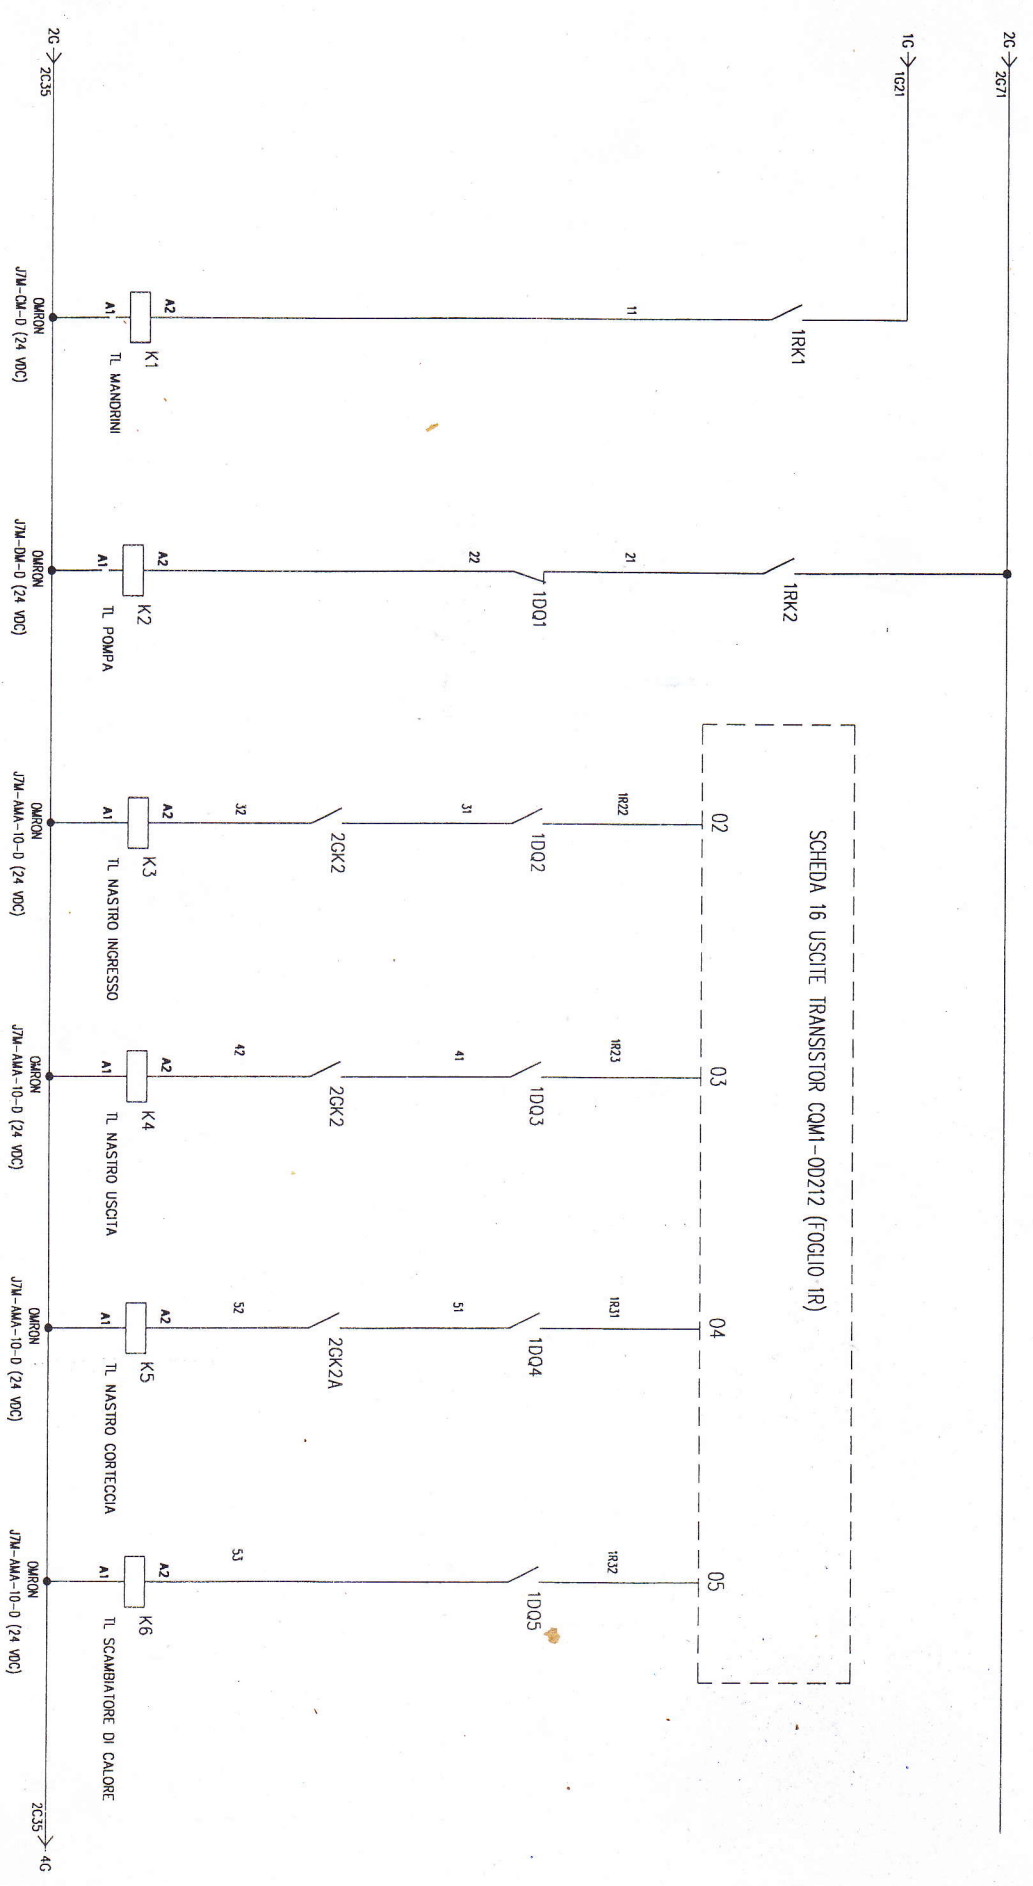 2G
2G71
1G
1G21
1RK1
11
A2
K1
A1
TL MANDRINI
OMRON
J7M-CM-D (24 VDC)
1RK2
21
1DQ1
22
A2
K2
A1
TL POMPA
OMRON
J7M-DM-D (24 VDC)
SCHEDA 16 USCITE TRANSISTOR CQM1-OD212 (FOGLIO 1R)
02
1R22
1DQ2
31
2GK2
32
A2
K3
A1
TL NASTRO INGRESSO
OMRON
J7M-AMA-10-D (24 VDC)
03
1R23
1DQ3
41
2GK2
42
A2
K4
A1
TL NASTRO USCITA
OMRON
J7M-AMA-10-D (24 VDC)
04
1R31
1DQ4
51
2GK2A
52
A2
K5
A1
TL NASTRO CORTECCIA
OMRON
J7M-AMA-10-D (24 VDC)
05
1R32
1DQ5
53
A2
K6
A1
TL SCAMBIATORE DI CALORE
OMRON
J7M-AMA-10-D (24 VDC)
2G
2C35
2C35
4G